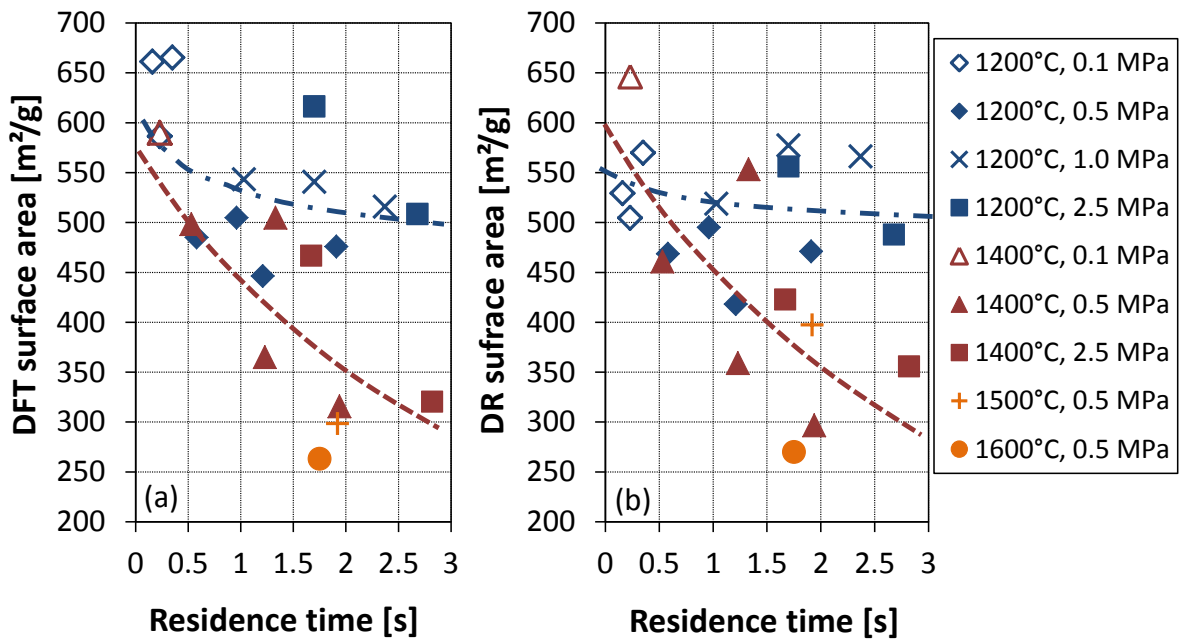 DFT surface area [m²/g]
700
650
600
550
500
450
400
350
300
250
200
(a)
0 0.5 1 1.5 2 2.5 3
Residence time [s]
DR sufrace area [m²/g]
700
650
600
550
500
450
400
350
300
250
200
(b)
0 0.5 1 1.5 2 2.5 3
Residence time [s]
1200°C, 0.1 MPa
1200°C, 0.5 MPa
1200°C, 1.0 MPa
1200°C, 2.5 MPa
1400°C, 0.1 MPa
1400°C, 0.5 MPa
1400°C, 2.5 MPa
1500°C, 0.5 MPa
1600°C, 0.5 MPa